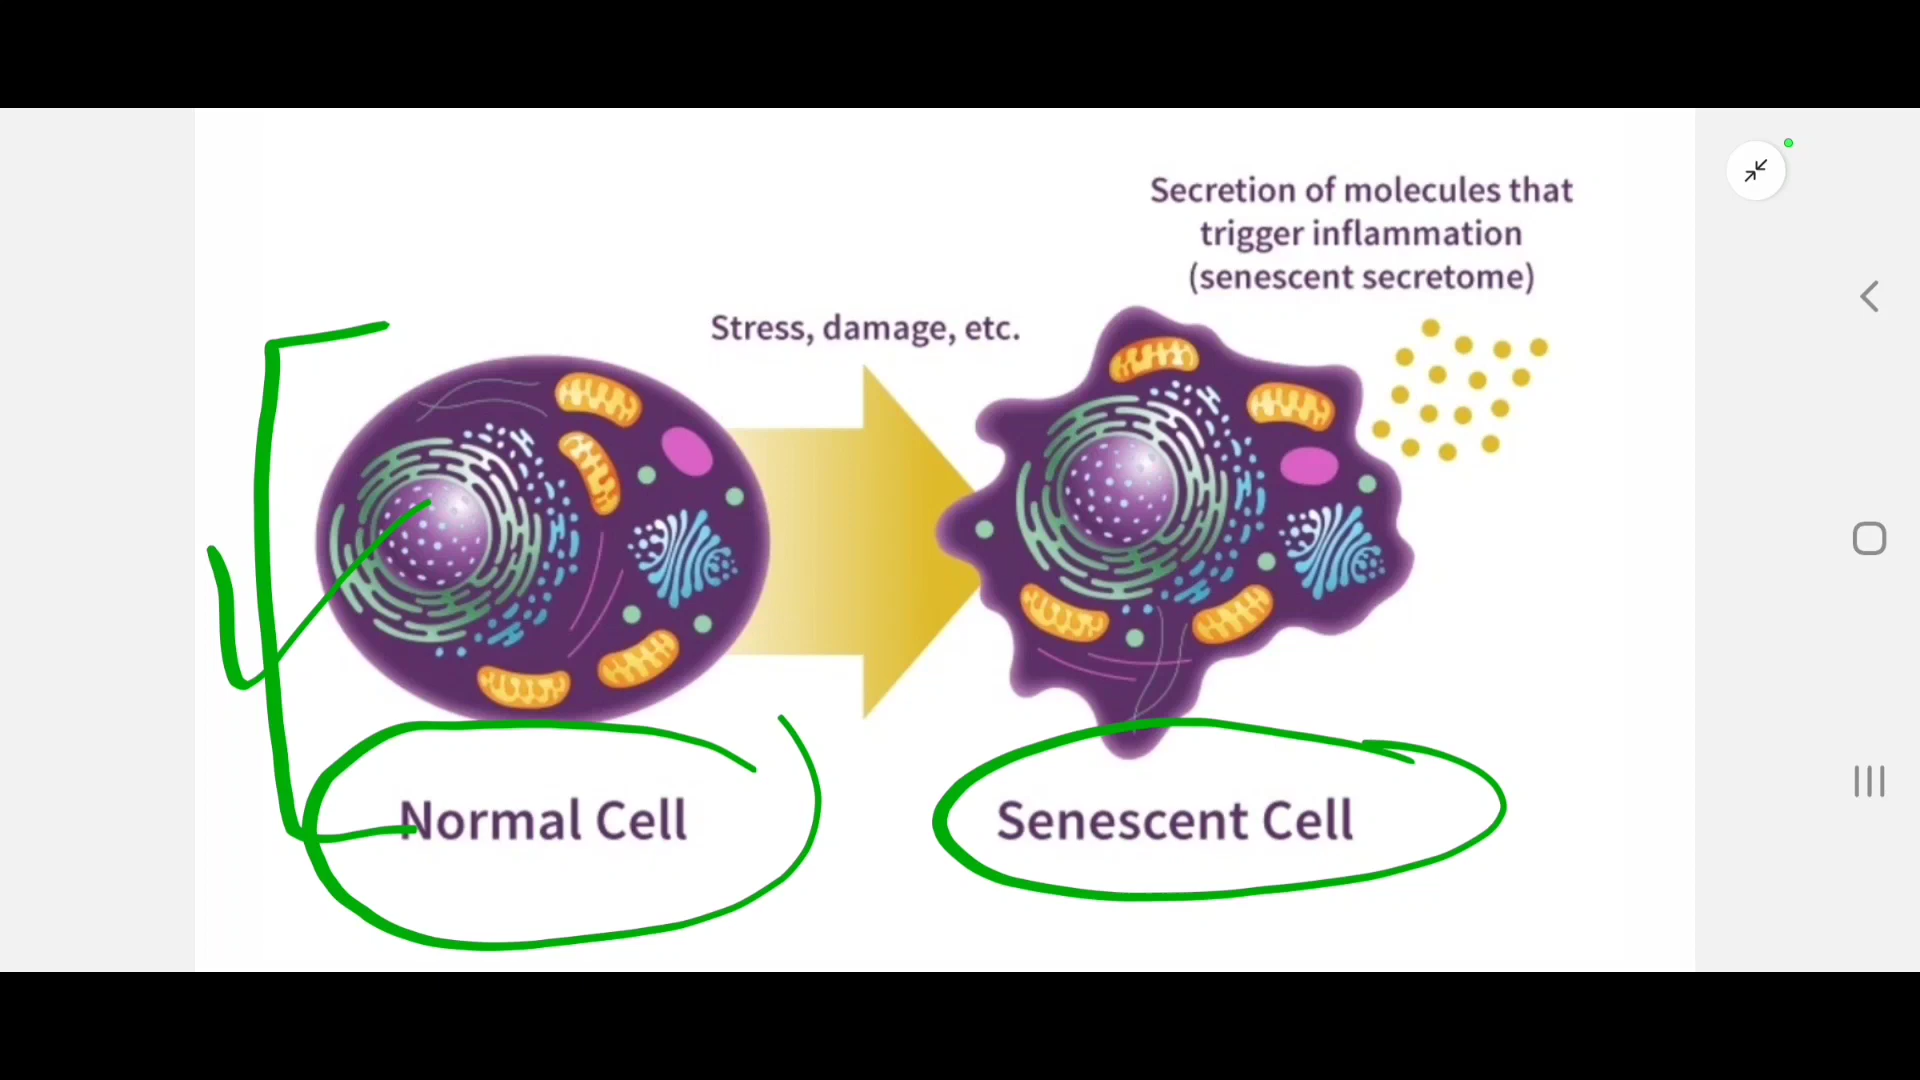 Secretion of molecules that
trigger inflammation
(senescent secretome)
Stress, damage, etc.
Normal Cell
Senescent Cell